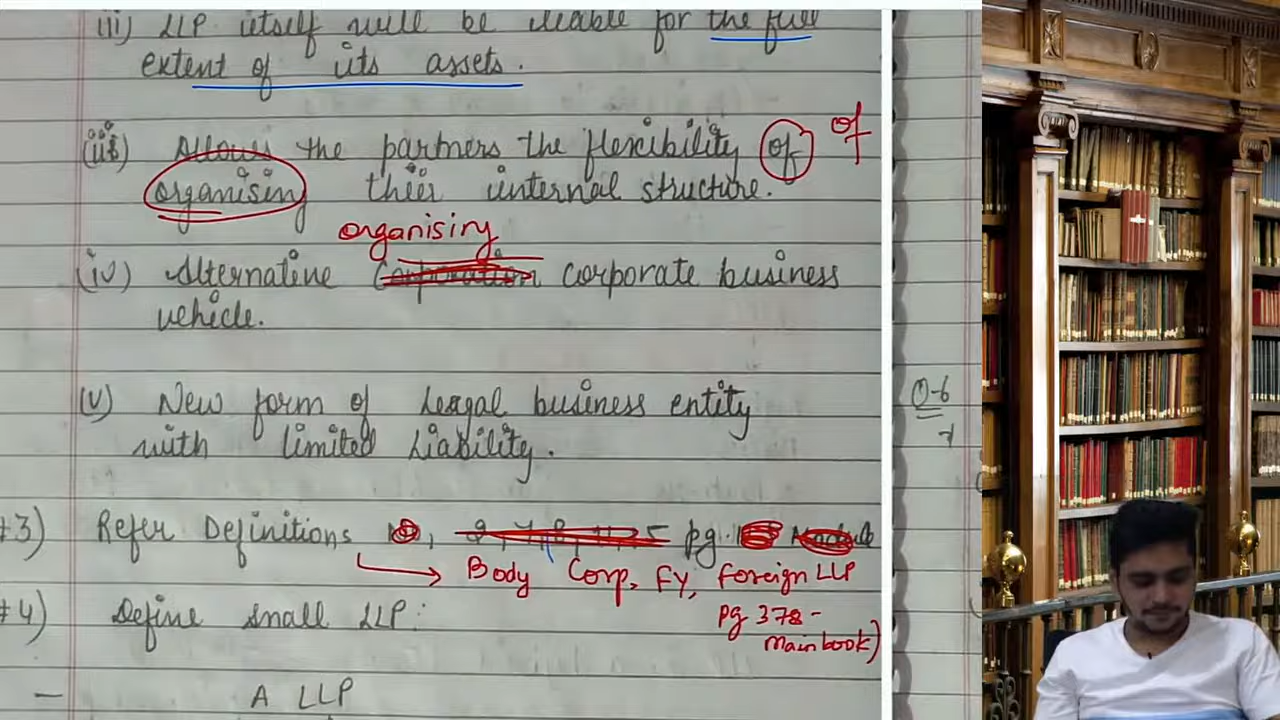 iii) LLP itself will be liable for the full
extent of its assets.
(iii) Allows the partners the flexibility of of
organising their internal structure.
organising
(iv) Alternative Corporation corporate business
vehicle.
(v) New form of Legal business entity
with limited Liability.
Q-6
#3) Refer Definitions , pg.
Body Corp, FY, foreign LLP
#4) Define Small LLP:
pg 378-
main book)
— A LLP